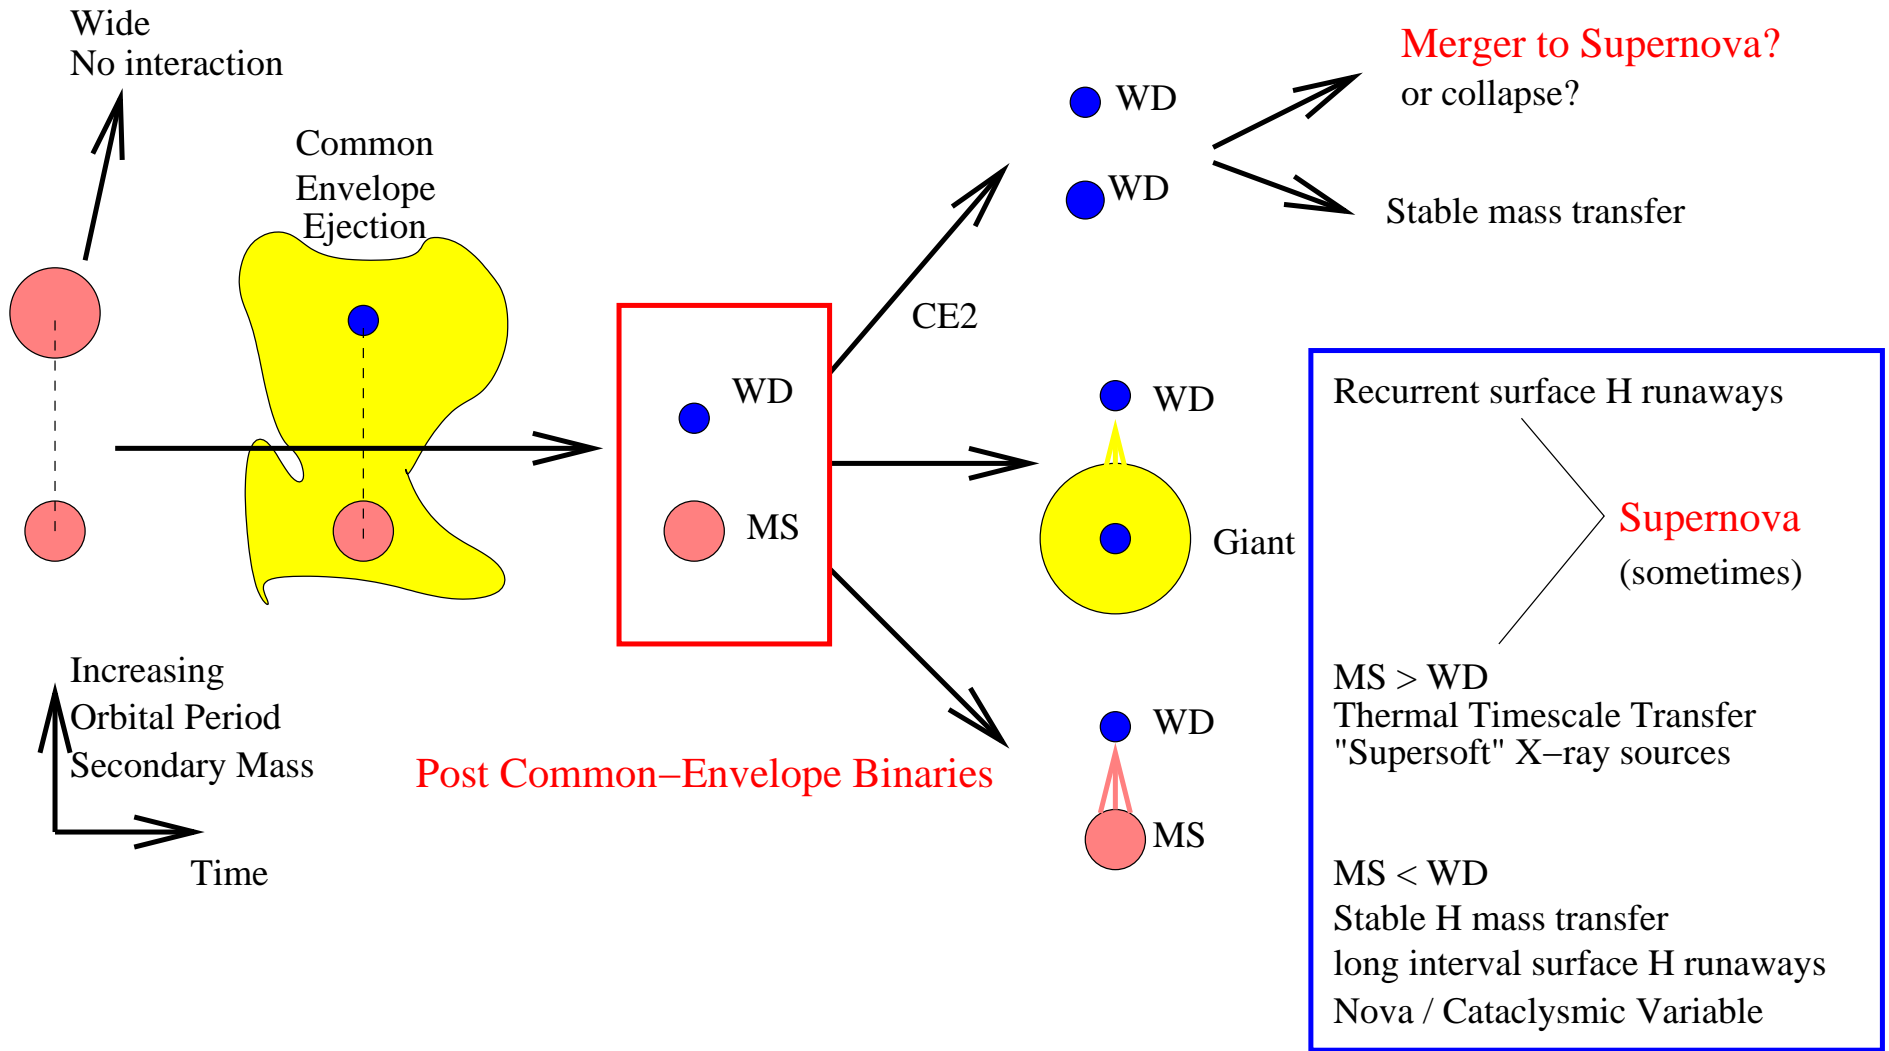 Wide
No interaction
Common
Envelope
Ejection
WD
MS
CE2
WD
WD
Merger to Supernova?
or collapse?
Stable mass transfer
WD
Giant
WD
MS
Recurrent surface H runaways
Supernova
(sometimes)
MS > WD
Thermal Timescale Transfer
"Supersoft" X−ray sources
MS < WD
Stable H mass transfer
long interval surface H runaways
Nova / Cataclysmic Variable
Increasing
Orbital Period
Secondary Mass
Time
Post Common−Envelope Binaries